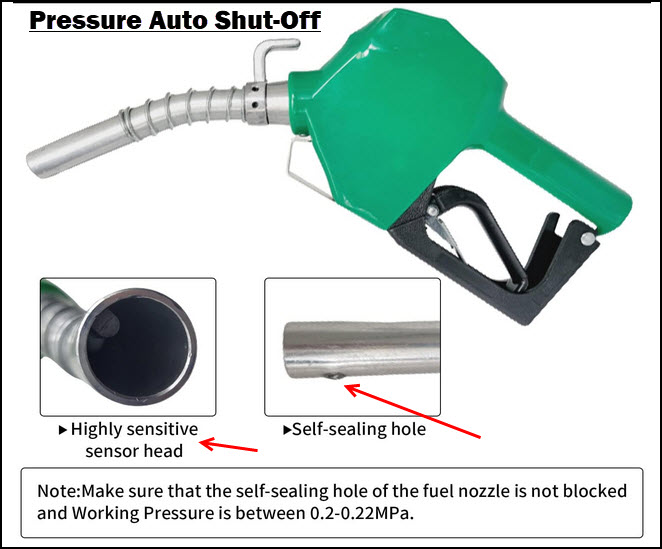 Pressure Auto Shut-Off
▶Highly sensitive
sensor head
▶Self-sealing hole
Note:Make sure that the self-sealing hole of the fuel nozzle is not blocked
and Working Pressure is between 0.2-0.22MPa.